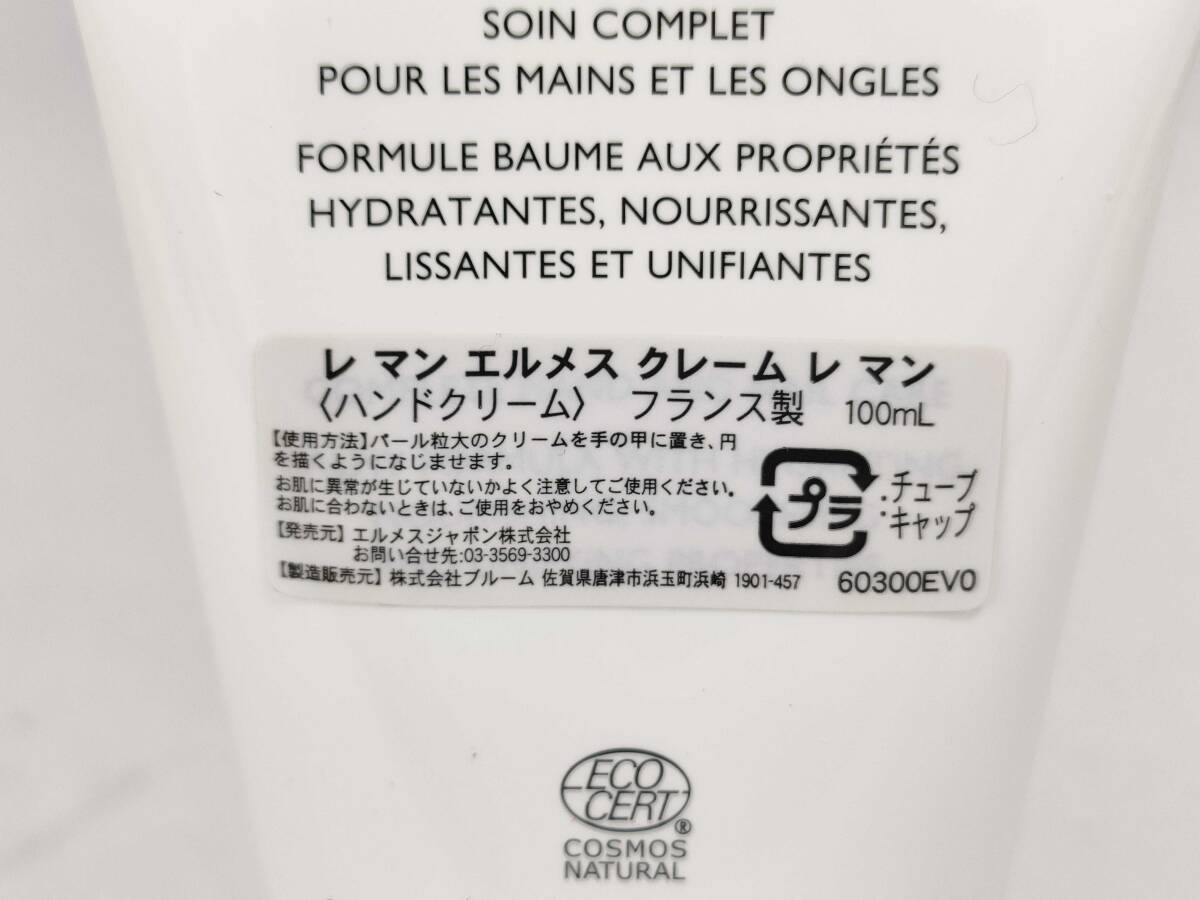 SOIN COMPLET
POUR LES MAINS ET LES ONGLES
FORMULE BAUME AUX PROPRIÉTÉS
HYDRATANTES, NOURRISSANTES,
LISSANTES ET UNIFIANTES
レ マン エルメス クレーム レ マン
〈ハンドクリーム〉 フランス製 100mL
【使用方法】パール粒大のクリームを手の甲に置き、円
を描くようになじませます。
お肌に異常が生じていないかよく注意してご使用ください。
お肌に合わないときは、ご使用をおやめください。
【発売元】エルメスジャポン株式会社
お問い合せ先:03-3569-3300
【製造販売元】株式会社ブルーム 佐賀県唐津市浜玉町浜崎 1901-457
プラ
:チューブ
:キャップ
60300EV0
ECO
CERT®
COSMOS
NATURAL